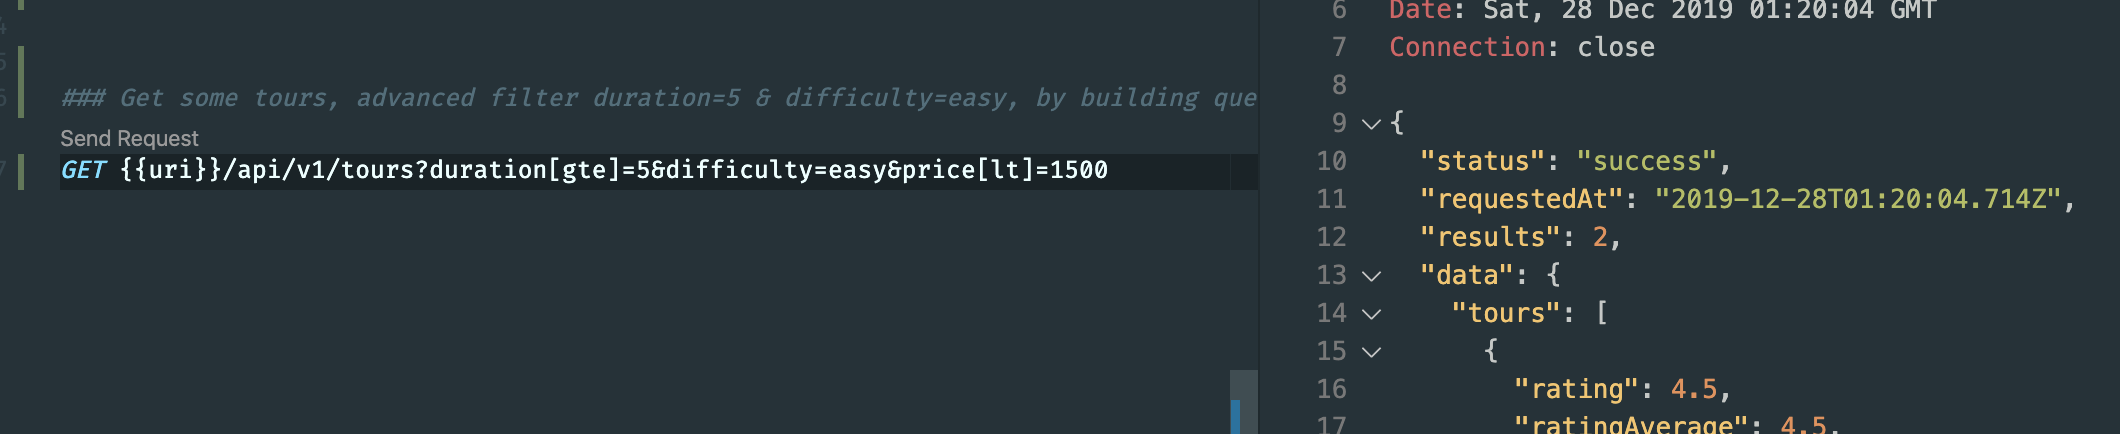 ### Get some tours, advanced filter duration=5 & difficulty=easy, by building que
Send Request
GET {{uri}}/api/v1/tours?duration[gte]=5&difficulty=easy&price[lt]=1500
6 Date: Sat, 28 Dec 2019 01:20:04 GMT
7 Connection: close
8
9 {
10 "status": "success",
11 "requestedAt": "2019-12-28T01:20:04.714Z",
12 "results": 2,
13 "data": {
14 "tours": [
15 {
16 "rating": 4.5,
17 "ratingAverage": 4.5,